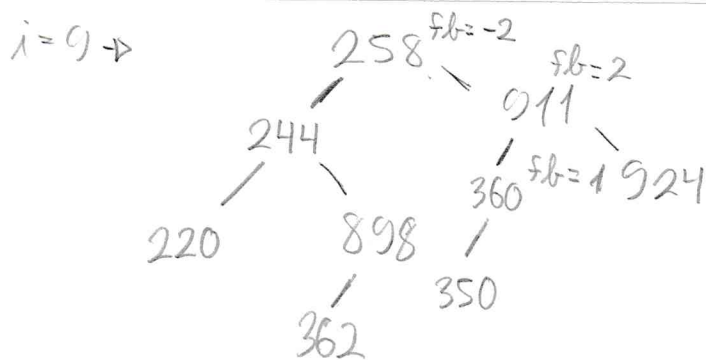 i = 9 → 258 fb = -2
fb = 2
244 911
360 fb = 1 924
220 898
350
362